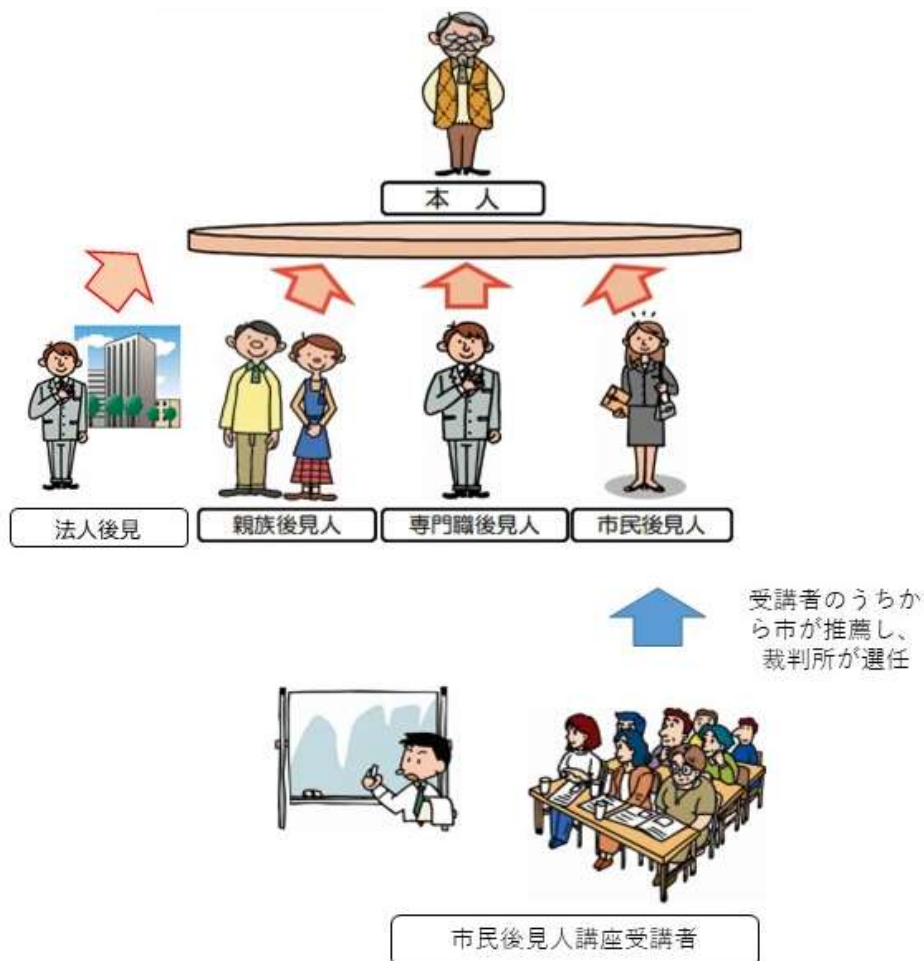 本 人
法人後見
親族後見人
専門職後見人
市民後見人
受講者のうちか
ら市が推薦し、
裁判所が選任
市民後見人講座受講者